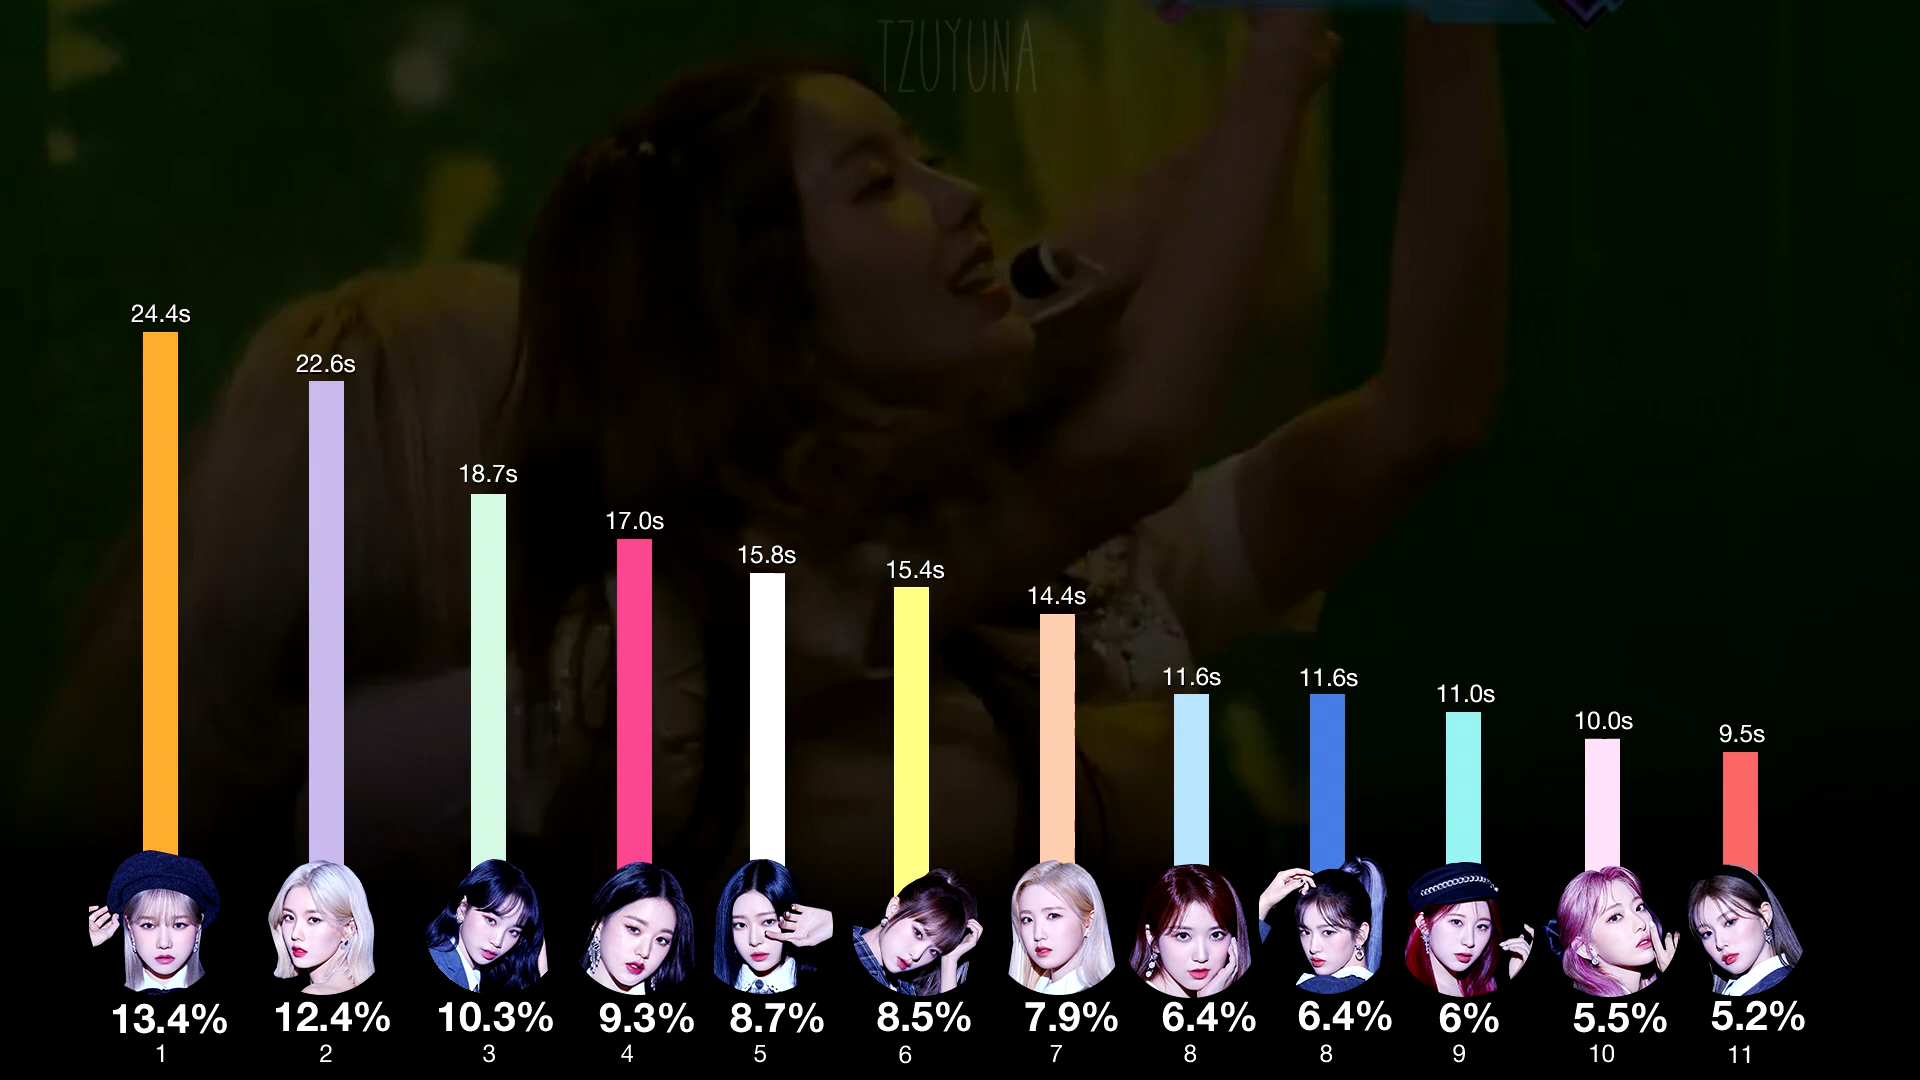 TZUYUNA
24.4s
22.6s
18.7s
17.0s
15.8s
15.4s
14.4s
11.6s
11.6s
11.0s
10.0s
9.5s
13.4% 12.4% 10.3% 9.3% 8.7% 8.5% 7.9% 6.4% 6.4% 6% 5.5% 5.2%
1 2 3 4 5 6 7 8 8 9 10 11